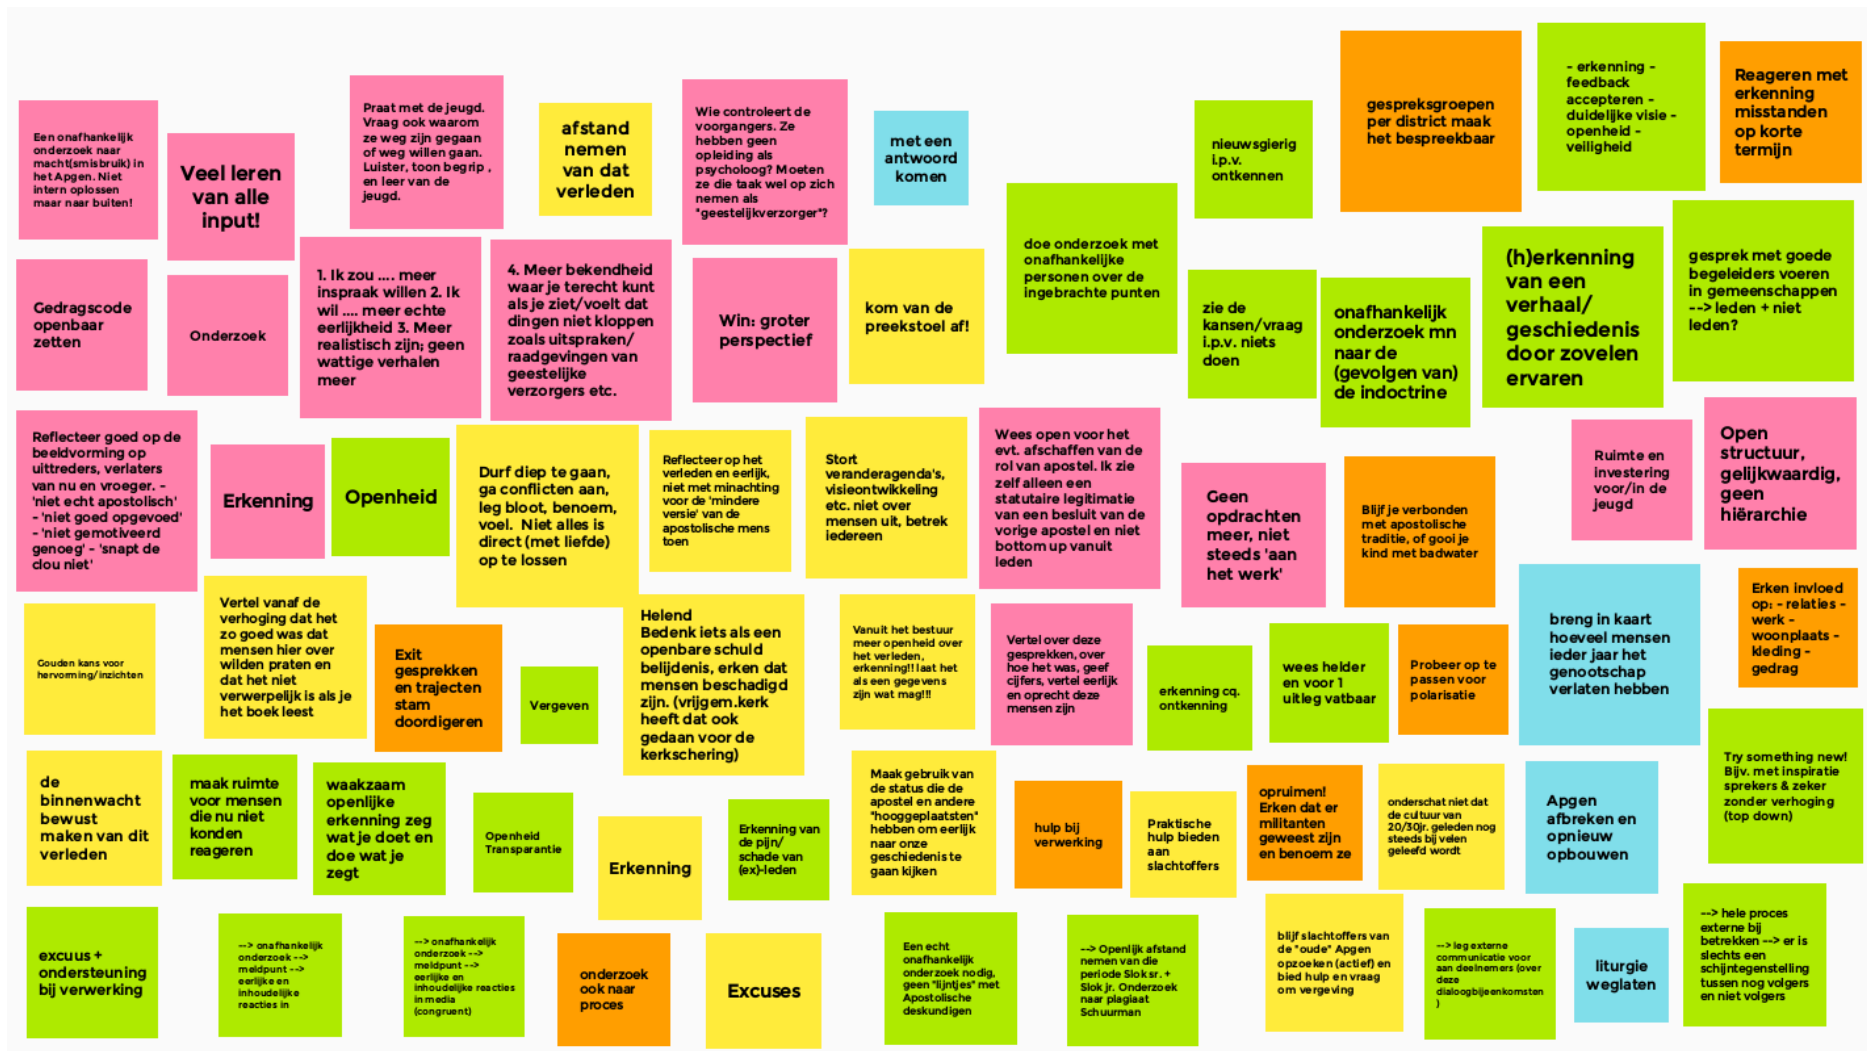 Een onafhankelijk
onderzoek naar
macht(smisbruik) in
het Apgen. Niet
intern oplossen
maar naar buiten!
Veel leren
van alle
input!
Praat met de jeugd.
Vraag ook waarom
ze weg zijn gegaan
of weg willen gaan.
Luister, toon begrip ,
en leer van de
jeugd.
afstand
nemen
van dat
verleden
Wie controleert de
voorgangers. Ze
hebben geen
opleiding als
psycholoog? Moeten
ze die taak wel op zich
nemen als
"geestelijkverzorger"?
met een
antwoord
komen
nieuwsgierig
i.p.v.
ontkennen
gespreksgroepen
per district maak
het bespreekbaar
- erkenning -
feedback
accepteren -
duidelijke visie -
openheid -
veiligheid
Reageren met
erkenning
misstanden
op korte
termijn
Gedragscode
openbaar
zetten
Onderzoek
1. Ik zou .... meer
inspraak willen 2. Ik
wil .... meer echte
eerlijkheid 3. Meer
realistisch zijn; geen
wattige verhalen
meer
4. Meer bekendheid
waar je terecht kunt
als je ziet/voelt dat
dingen niet kloppen
zoals uitspraken/
raadgevingen van
geestelijke
verzorgers etc.
Win: groter
perspectief
kom van de
preekstoel af!
doe onderzoek met
onafhankelijke
personen over de
ingebrachte punten
zie de
kansen/vraag
i.p.v. niets
doen
onafhankelijk
onderzoek mn
naar de
(gevolgen van)
de indoctrine
(h)erkenning
van een
verhaal/
geschiedenis
door zovelen
ervaren
gesprek met goede
begeleiders voeren
in gemeenschappen
--> leden + niet
leden?
Reflecteer goed op de
beeldvorming op
uittreders, verlaters
van nu en vroeger. -
'niet echt apostolisch'
- 'niet goed opgevoed'
- 'niet gemotiveerd
genoeg' - 'snapt de
clou niet'
Erkenning
Openheid
Durf diep te gaan,
ga conflicten aan,
leg bloot, benoem,
voel.  Niet alles is
direct (met liefde)
op te lossen
Reflecteer op het
verleden en eerlijk,
niet met minachting
voor de 'mindere
versie' van de
apostolische mens
toen
Stort
veranderagenda's,
visieontwikkeling
etc. niet over
mensen uit, betrek
iedereen
Wees open voor het
evt. afschaffen van de
rol van apostel. Ik zie
zelf alleen een
statutaire legitimatie
van een besluit van de
vorige apostel en niet
bottom up vanuit
leden
Geen
opdrachten
meer, niet
steeds 'aan
het werk'
Blijf je verbonden
met apostolische
traditie, of gooi je
kind met badwater
Ruimte en
investering
voor/in de
jeugd
Open
structuur,
gelijkwaardig,
geen
hiërarchie
Gouden kans voor
hervorming/inzichten
Vertel vanaf de
verhoging dat het
zo goed was dat
mensen hier over
wilden praten en
dat het niet
verwerpelijk is als je
het boek leest
Exit
gesprekken
en trajecten
stam
doordigeren
Vergeven
Helend
Bedenk iets als een
openbare schuld
belijdenis, erken dat
mensen beschadigd
zijn. (vrijgem.kerk
heeft dat ook
gedaan voor de
kerkschering)
Vanuit het bestuur
meer openheid over
het verleden,
erkenning!! laat het
als een gegevens
zijn wat mag!!!
Vertel over deze
gesprekken, over
hoe het was, geef
cijfers, vertel eerlijk
en oprecht deze
mensen zijn
erkenning cq.
ontkenning
wees helder
en voor 1
uitleg vatbaar
Probeer op te
passen voor
polarisatie
breng in kaart
hoeveel mensen
ieder jaar het
genootschap
verlaten hebben
Erken invloed
op: - relaties -
werk -
woonplaats -
kleding -
gedrag
de
binnenwacht
bewust
maken van dit
verleden
maak ruimte
voor mensen
die nu niet
konden
reageren
waakzaam
openlijke
erkenning zeg
wat je doet en
doe wat je
zegt
Openheid
Transparantie
Erkenning
Erkenning van
de pijn/
schade van
(ex)-leden
Maak gebruik van
de status die de
apostel en andere
"hooggeplaatsten"
hebben om eerlijk
naar onze
geschiedenis te
gaan kijken
hulp bij
verwerking
Praktische
hulp bieden
aan
slachtoffers
opruimen!
Erken dat er
militanten
geweest zijn
en benoem ze
onderschat niet dat
de cultuur van
20/30jr. geleden nog
steeds bij velen
geleefd wordt
Apgen
afbreken en
opnieuw
opbouwen
Try something new!
Bijv. met inspiratie
sprekers & zeker
zonder verhoging
(top down)
excuus +
ondersteuning
bij verwerking
--> onafhankelijk
onderzoek -->
meldpunt -->
eerlijke en
inhoudelijke
reacties in
--> onafhankelijk
onderzoek -->
meldpunt -->
eerlijke en
inhoudelijke reacties
in media
(congruent)
onderzoek
ook naar
proces
Excuses
Een echt
onafhankelijk
onderzoek nodig,
geen "lijntjes" met
Apostolische
deskundigen
--> Openlijk afstand
nemen van die
periode Slok sr. +
Slok jr. Onderzoek
naar plagiaat
Schuurman
blijf slachtoffers van
de "oude" Apgen
opzoeken (actief) en
bied hulp en vraag
om vergeving
--> leg externe
communicatie voor
aan deelnemers (over
deze
dialoogbijeenkomsten
)
liturgie
weglaten
--> hele proces
externe bij
betrekken --> er is
slechts een
schijntegenstelling
tussen nog volgers
en niet volgers